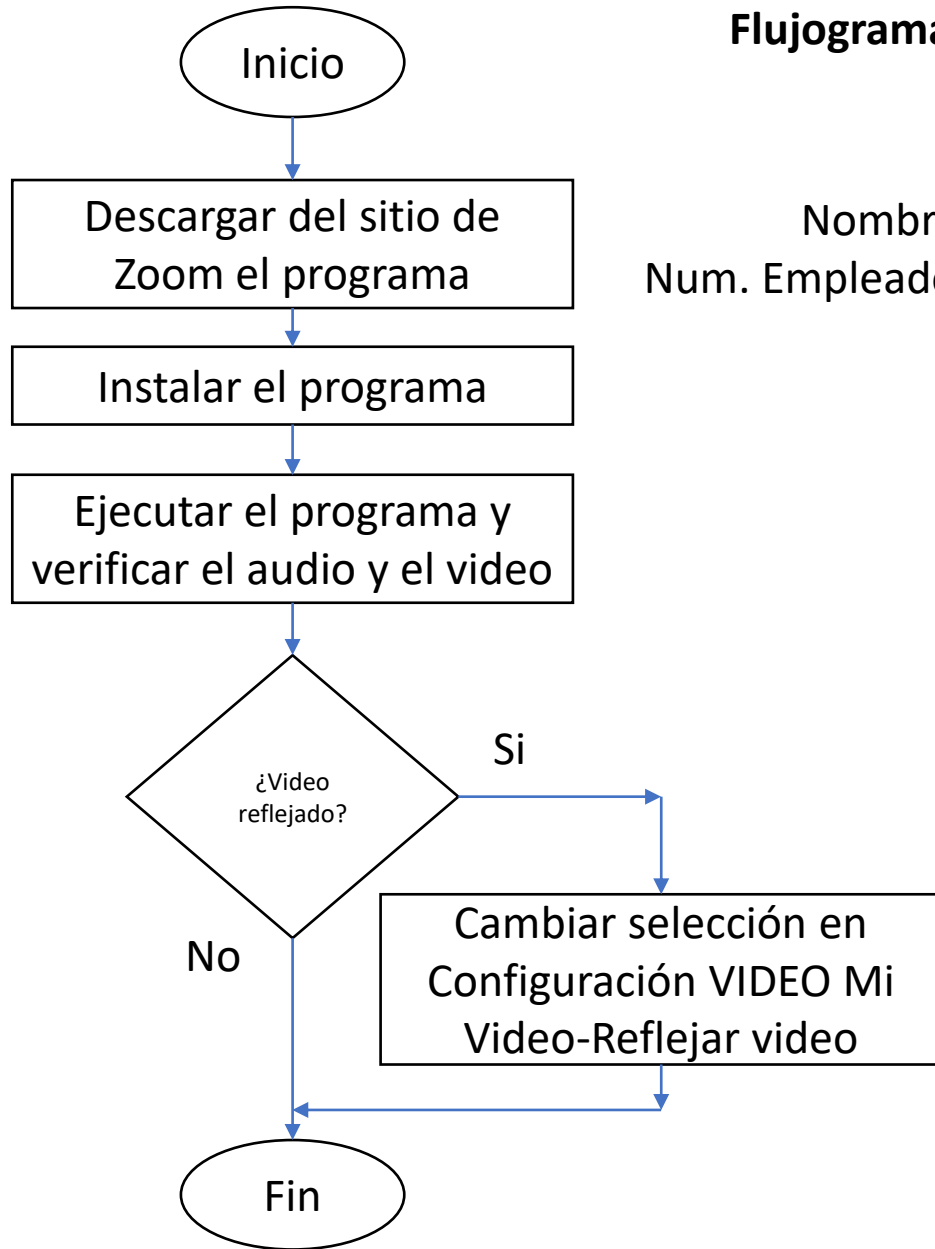 Inicio
Flujograma
Descargar del sitio de
Zoom el programa
Nombr
Num. Emplead
Instalar el programa
Ejecutar el programa y
verificar el audio y el video
¿Video
reflejado?
Si
No
Cambiar selección en
Configuración VIDEO Mi
Video-Reflejar video
Fin